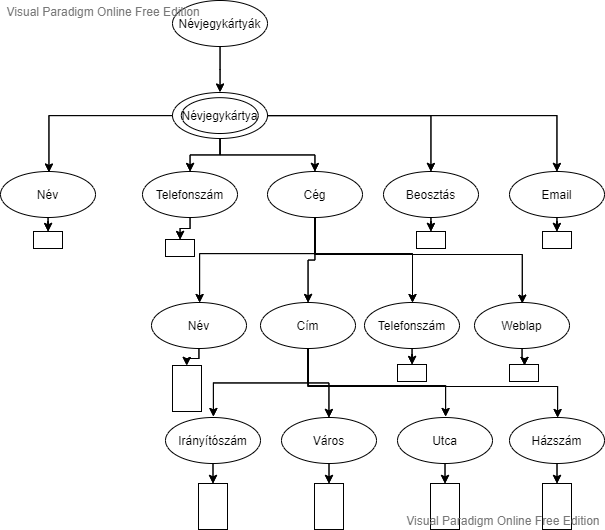 Visual Paradigm Online Free Edition
Névjegykártyák
Névjegykártya
Név
Telefonszám
Cég
Beosztás
Email
Név
Cím
Telefonszám
Weblap
Irányítószám
Város
Utca
Házszám
Visual Paradigm Online Free Edition